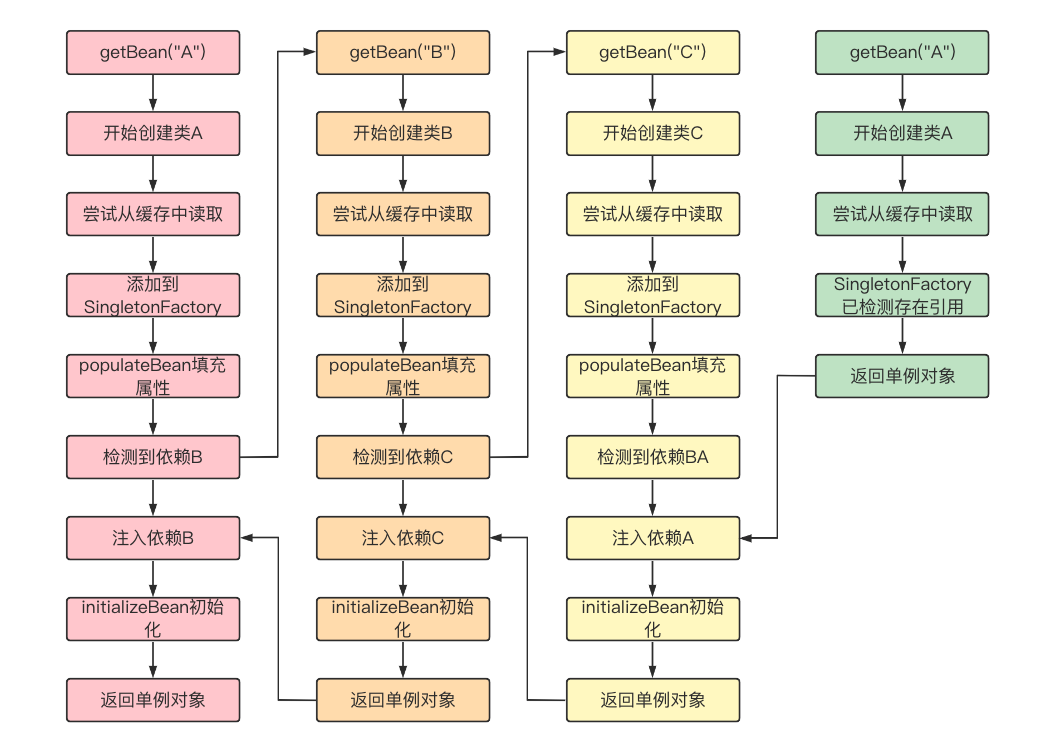 getBean("A")
开始创建类A
尝试从缓存中读取
添加到
SingletonFactory
populateBean填充
属性
检测到依赖B
注入依赖B
initializeBean初始
化
返回单例对象
getBean("B")
开始创建类B
尝试从缓存中读取
添加到
SingletonFactory
populateBean填充
属性
检测到依赖C
注入依赖C
initializeBean初始
化
返回单例对象
getBean("C")
开始创建类C
尝试从缓存中读取
添加到
SingletonFactory
populateBean填充
属性
检测到依赖BA
注入依赖A
initializeBean初始
化
返回单例对象
getBean("A")
开始创建类A
尝试从缓存中读取
SingletonFactory
已检测存在引用
返回单例对象